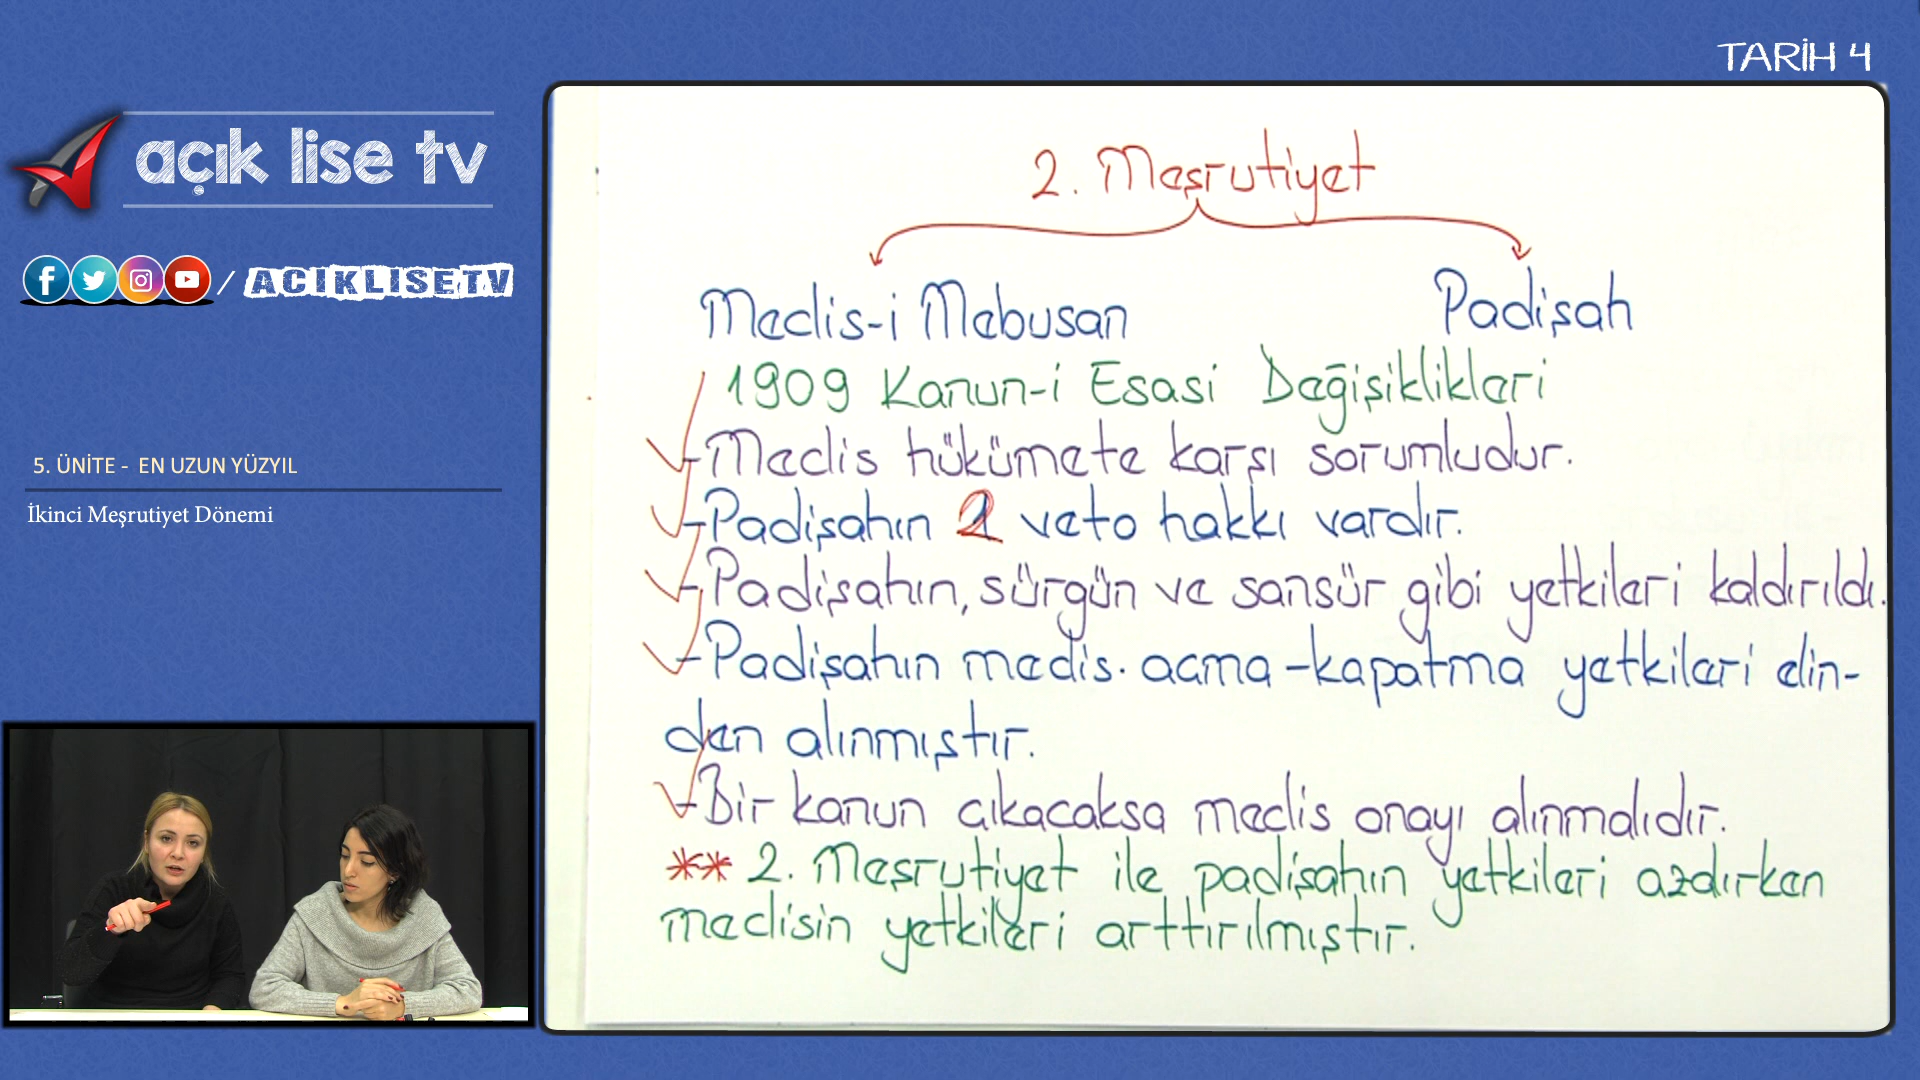 TARİH 4
açık lise tv
/ ACIKLISETV
5. ÜNİTE - EN UZUN YÜZYIL
İkinci Meşrutiyet Dönemi
2. Meşrutiyet
Meclis-i Mebusan Padişah
1909 Kanun-i Esasi Değişiklikleri
-Meclis hükümete karşı sorumludur.
-Padişahın 2 veto hakkı vardır.
-Padişahın, sürgün ve sansür gibi yetkileri kaldırıldı.
-Padişahın meclis. açma-kapatma yetkileri elin-
den alınmıştır.
-Bir kanun çıkacaksa meclis onayı alınmalıdır.
** 2. Meşrutiyet ile padişahın yetkileri azdırken
meclisin yetkileri arttırılmıştır.